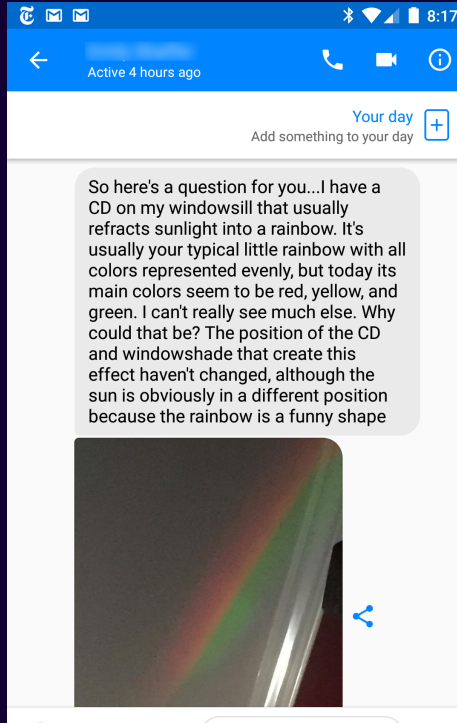 8:17
Active 4 hours ago
Your day
Add something to your day
So here's a question for you...I have a
CD on my windowsill that usually
refracts sunlight into a rainbow. It's
usually your typical little rainbow with all
colors represented evenly, but today its
main colors seem to be red, yellow, and
green. I can't really see much else. Why
could that be? The position of the CD
and windowshade that create this
effect haven't changed, although the
sun is obviously in a different position
because the rainbow is a funny shape